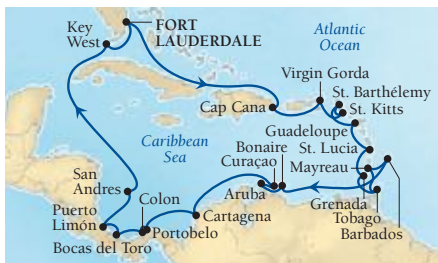 FORT
LAUDERDALE
Key
West
Atlantic
Ocean
Virgin Gorda
St. Barthélemy
St. Kitts
Cap Cana
Guadeloupe
Caribbean
Sea
Bonaire
St. Lucia
Curaçao
Mayreau
San
Andres
Aruba
Colon
Grenada
Puerto
Limón
Cartagena
Tobago
Portobelo
Barbados
Bocas del Toro